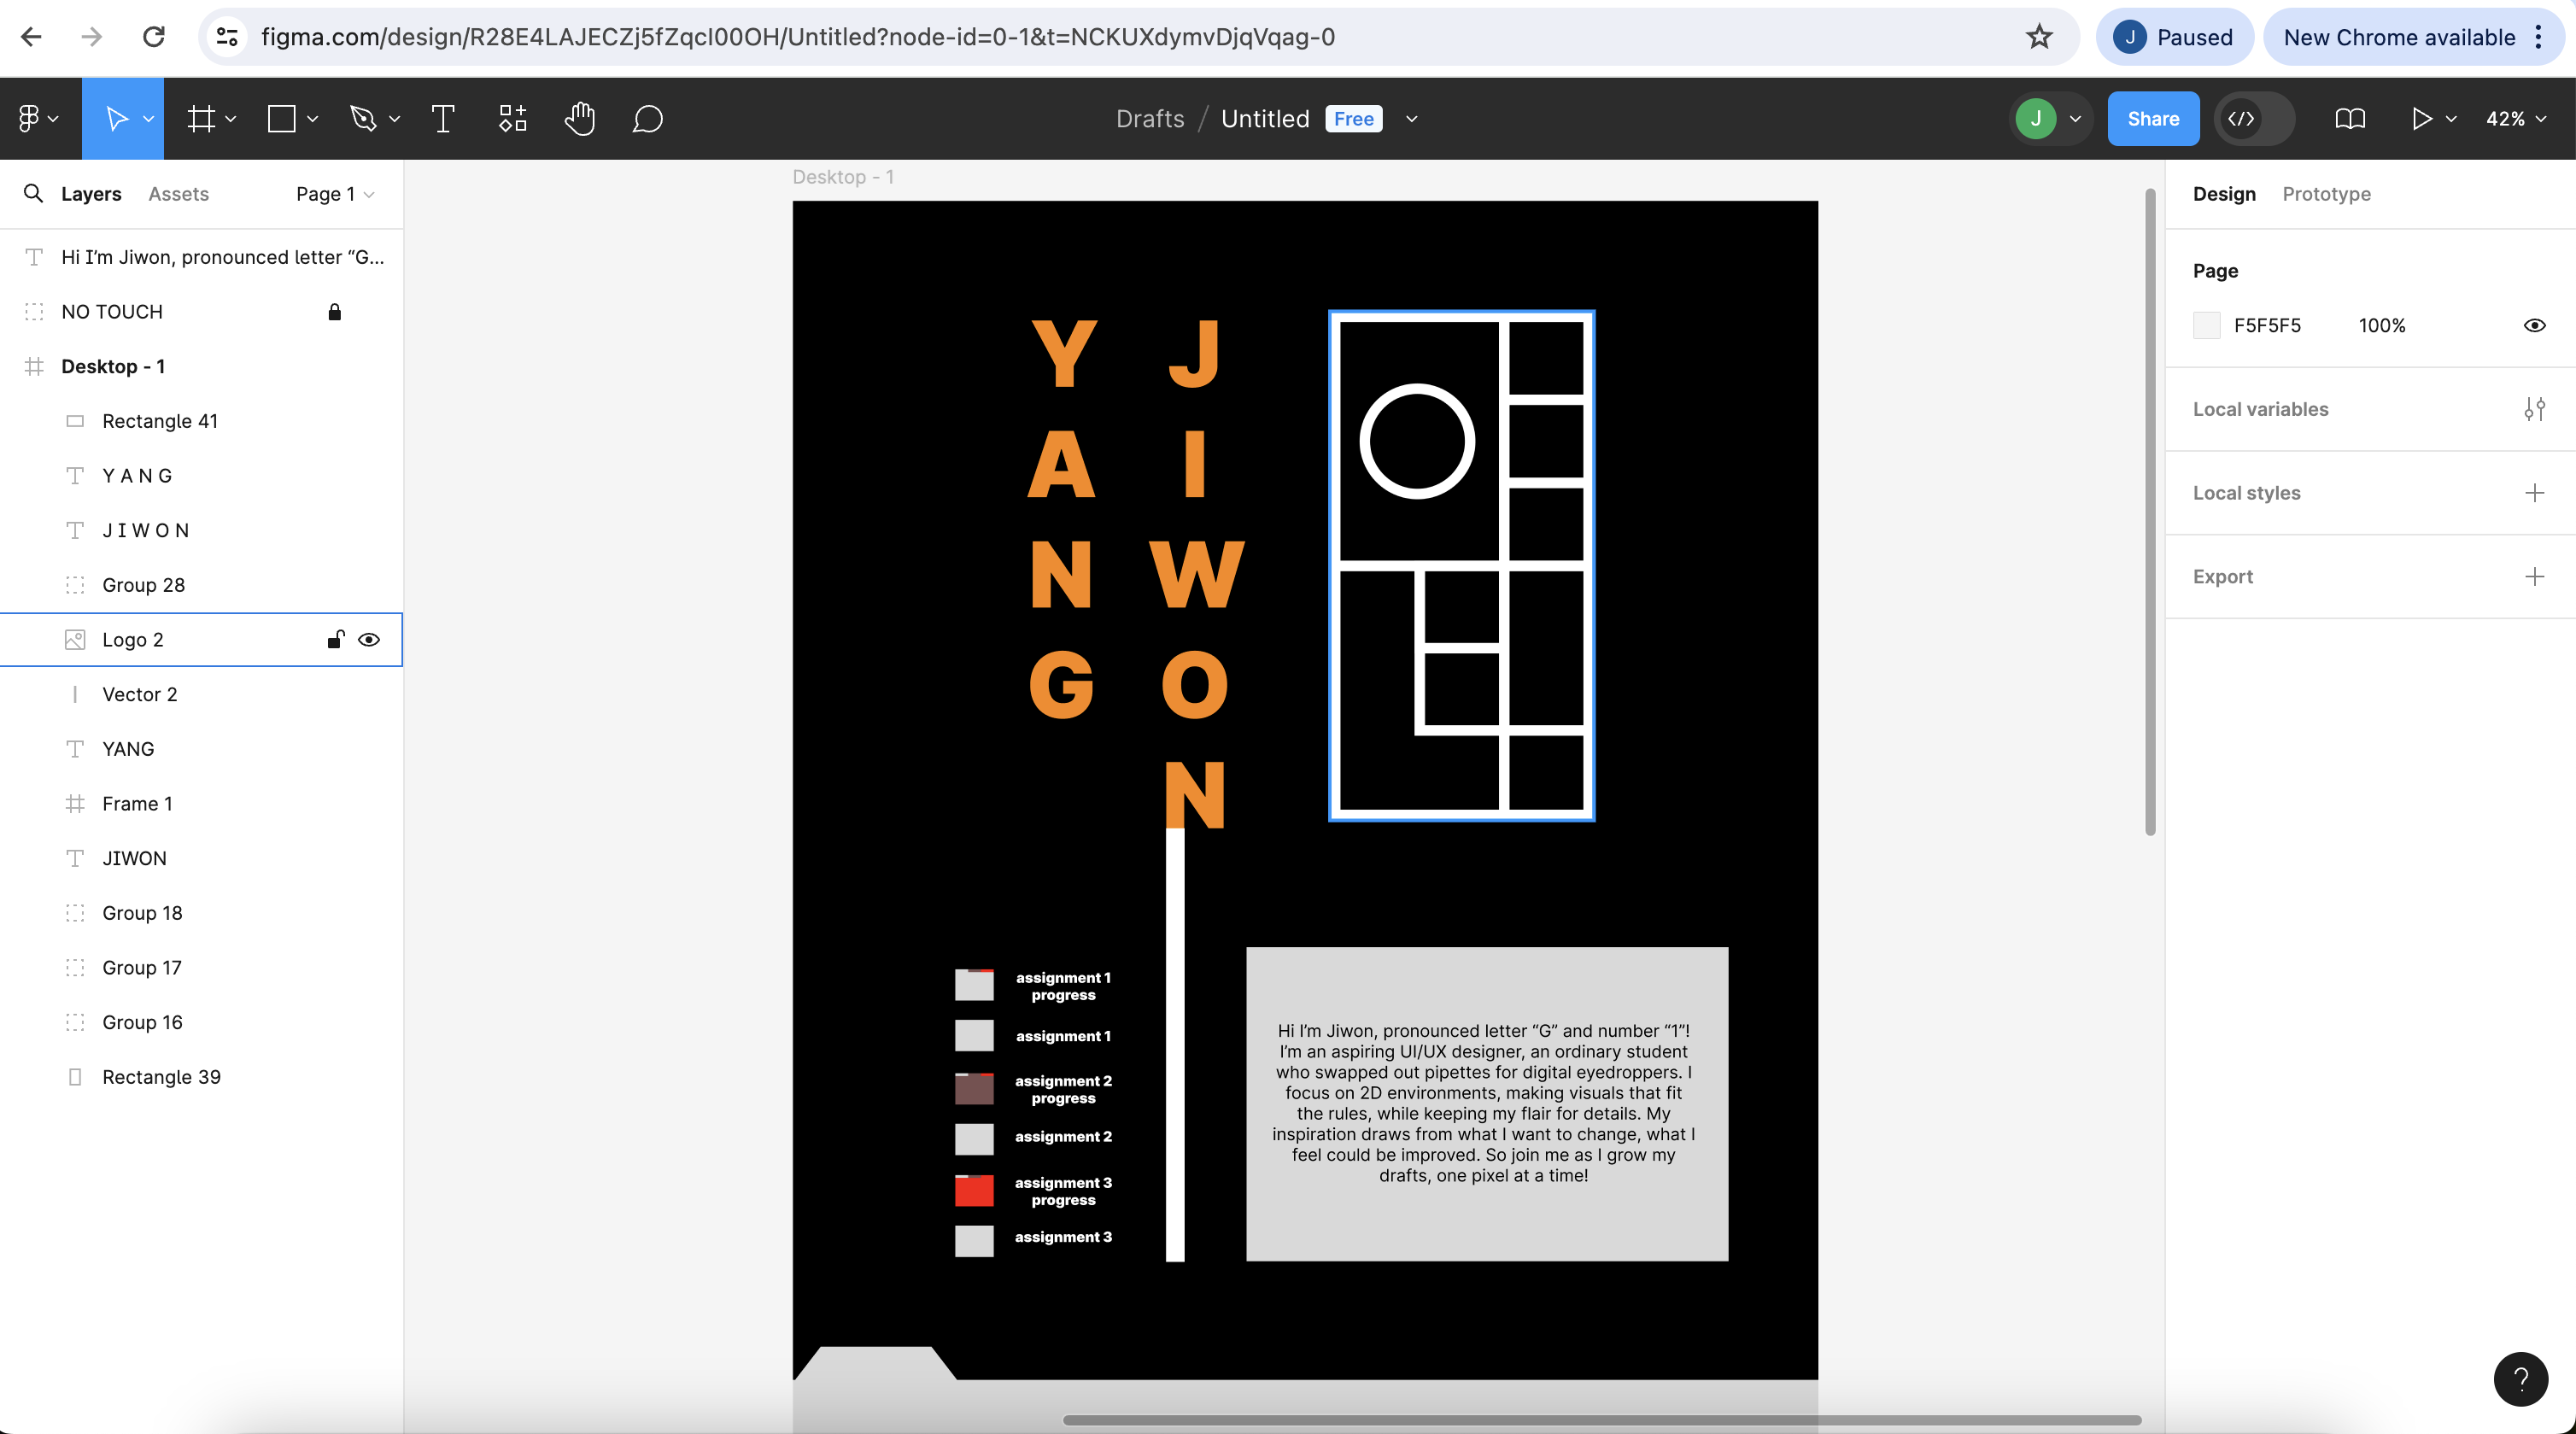 figma.com/design/R28E4LAJECZj5fZqcI00OH/Untitled?node-id=0-1&t=NCKUXdymvDjqVqag-0
J Paused
New Chrome available
Drafts / Untitled Free
J
Share
42%
Layers Assets Page 1
Hi I’m Jiwon, pronounced letter “G...
NO TOUCH
Desktop - 1
Rectangle 41
Y A N G
J I W O N
Group 28
Logo 2
Vector 2
YANG
Frame 1
JIWON
Group 18
Group 17
Group 16
Rectangle 39
Desktop - 1
Y
A
N
G
J
I
W
O
N
assignment 1
progress
assignment 1
assignment 2
progress
assignment 2
assignment 3
progress
assignment 3
Hi I’m Jiwon, pronounced letter “G” and number “1”!
I’m an aspiring UI/UX designer, an ordinary student
who swapped out pipettes for digital eyedroppers. I
focus on 2D environments, making visuals that fit
the rules, while keeping my flair for details. My
inspiration draws from what I want to change, what I
feel could be improved. So join me as I grow my
drafts, one pixel at a time!
Design Prototype
Page
F5F5F5 100%
Local variables
Local styles
Export
?